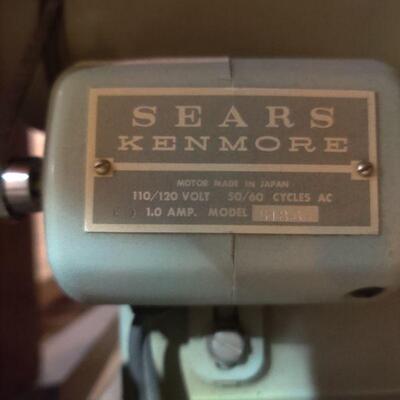 SEARS
KENMORE
MOTOR MADE IN JAPAN
110/120 VOLT 50/60 CYCLES AC
1.0 AMP. MODEL